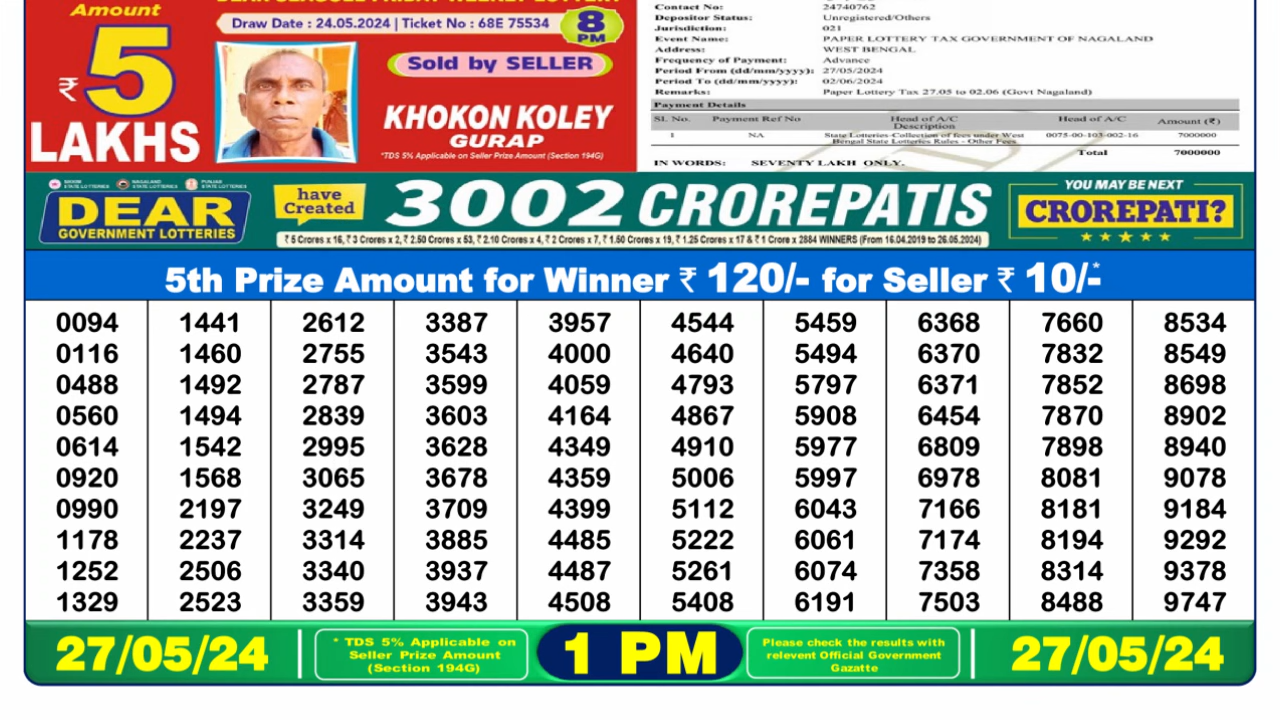 Amount
₹5
LAKHS
Draw Date : 24.05.2024 | Ticket No : 68E 75534
8
PM
Sold by SELLER
KHOKON KOLEY
GURAP
*TDS 5% Applicable on Seller Prize Amount (Section 194G)
Contact No: 24740762
Depositor Status: Unregistered/Others
Jurisdiction: 021
Event Name: PAPER LOTTERY TAX GOVERNMENT OF NAGALAND
Address: WEST BENGAL
Frequency of Payment: Advance
Period From (dd/mm/yyyy): 27/05/2024
Period To (dd/mm/yyyy): 02/06/2024
Remarks: Paper Lottery Tax 27.05 to 02.06 (Govt Nagaland)
Payment Details
Sl. No. Payment Ref No Head of A/C Description Head of A/C Amount (₹)
1 NA State Lotteries-Collection of fees under West 0075-00-103-002-16 7000000
Bengal State Lotteries Rules - Other Fees
Total 7000000
IN WORDS: SEVENTY LAKH ONLY.
SIKKIM STATE LOTTERIES NAGALAND STATE LOTTERIES PUNJAB STATE LOTTERIES
DEAR
GOVERNMENT LOTTERIES
have
Created
3002 CROREPATIS
₹ 5 Crores x 16, ₹ 3 Crores x 2, ₹ 2.50 Crores x 53, ₹ 2.10 Crores x 4, ₹ 2 Crores x 7, ₹ 1.50 Crores x 19, ₹ 1.25 Crores x 17 & ₹ 1 Crore x 2884 WINNERS (From 16.04.2019 to 26.05.2024)
YOU MAY BE NEXT
CROREPATI?
5th Prize Amount for Winner ₹ 120/- for Seller ₹ 10/-*
0094 1441 2612 3387 3957 4544 5459 6368 7660 8534
0116 1460 2755 3543 4000 4640 5494 6370 7832 8549
0488 1492 2787 3599 4059 4793 5797 6371 7852 8698
0560 1494 2839 3603 4164 4867 5908 6454 7870 8902
0614 1542 2995 3628 4349 4910 5977 6809 7898 8940
0920 1568 3065 3678 4359 5006 5997 6978 8081 9078
0990 2197 3249 3709 4399 5112 6043 7166 8181 9184
1178 2237 3314 3885 4485 5222 6061 7174 8194 9292
1252 2506 3340 3937 4487 5261 6074 7358 8314 9378
1329 2523 3359 3943 4508 5408 6191 7503 8488 9747
27/05/24
* TDS 5% Applicable on
Seller Prize Amount
(Section 194G)
1 PM
Please check the results with
relevent Official Government
Gazatte
27/05/24